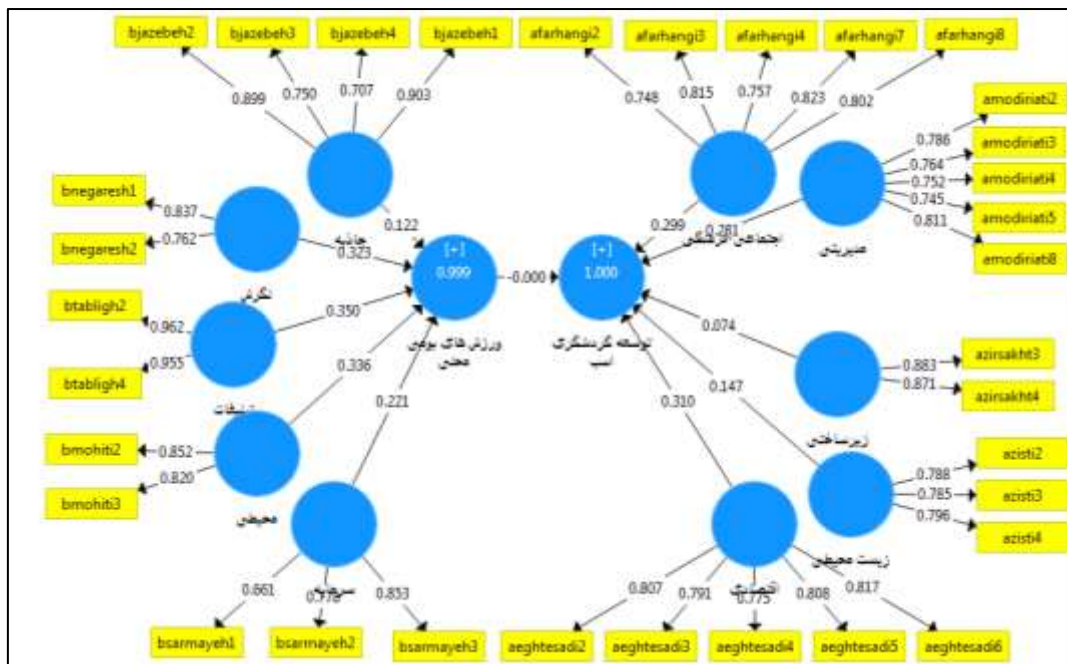 bjazebeh2
bjazebeh3
bjazebeh4
bjazebeh1
afarhangi2
afarhangi3
afarhangi4
afarhangi7
afarhangi8
0.899
0.750
0.707
0.903
0.748
0.815
0.757
0.823
0.802
amodiriati2
amodiriati3
amodiriati4
amodiriati5
amodiriati8
0.786
0.764
0.752
0.745
0.811
bnegaresh1
bnegaresh2
0.837
0.762
جاذبه
0.122
0.323
نگرش
0.299
0.281
اجتماعی فرهنگی
مدیریتی
[+]
0.999
-0.000
[+]
1.000
btabligh2
btabligh4
0.962
0.955
0.350
ورزش های بومی
محلی
توسعه گردشگری
0.074
azirsakht3
azirsakht4
0.883
0.871
زیرساختی
bmohiti2
bmohiti3
0.852
0.820
0.336
محیطی
0.221
0.310
0.147
azisti2
azisti3
azisti4
0.788
0.785
0.796
زیست محیطی
سرمایه
اقتصادی
0.661
0.853
0.807
0.791
0.775
0.808
0.817
bsarmayeh1
bsarmayeh2
bsarmayeh3
aeghtesadi2
aeghtesadi3
aeghtesadi4
aeghtesadi5
aeghtesadi6